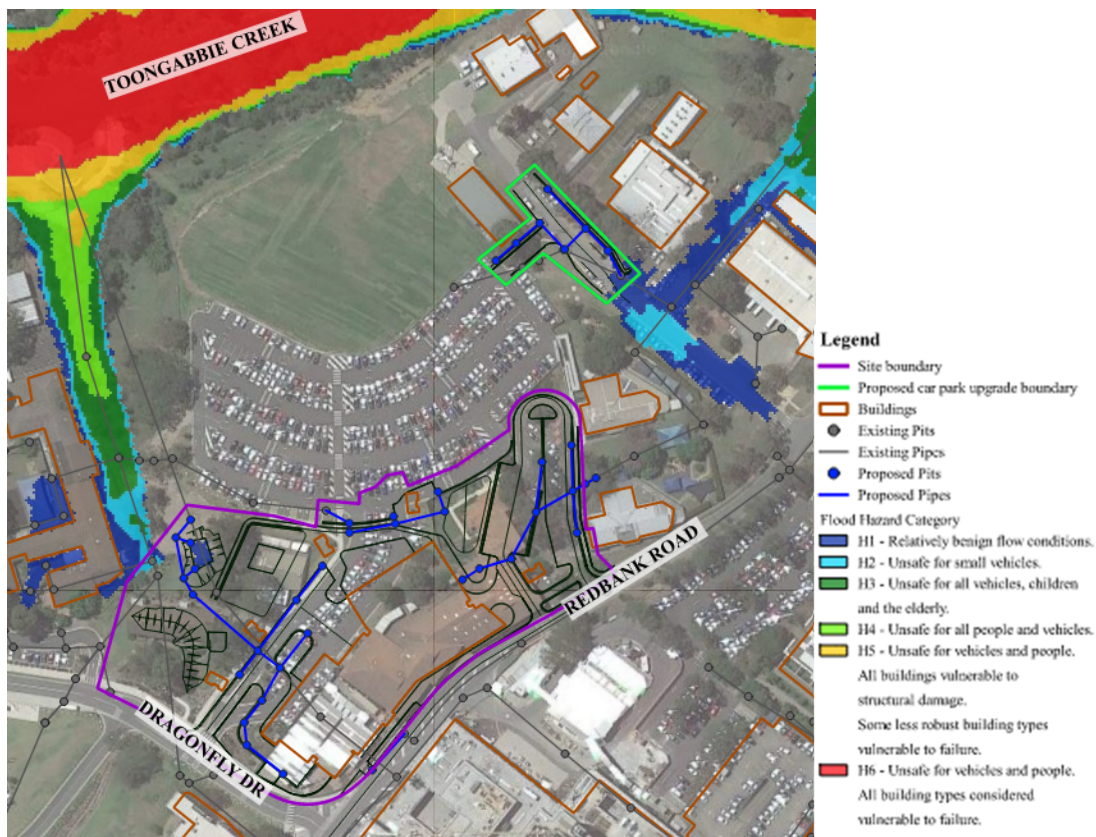 TOONGABBIE CREEK
REDBANK ROAD
DRAGONFLY DR
Legend
Site boundary
Proposed car park upgrade boundary
Buildings
Existing Pits
Existing Pipes
Proposed Pits
Proposed Pipes
Flood Hazard Category
H1 - Relatively benign flow conditions.
H2 - Unsafe for small vehicles.
H3 - Unsafe for all vehicles, children
and the elderly.
H4 - Unsafe for all people and vehicles.
H5 - Unsafe for vehicles and people.
All buildings vulnerable to
structural damage.
Some less robust building types
vulnerable to failure.
H6 - Unsafe for vehicles and people.
All building types considered
vulnerable to failure.